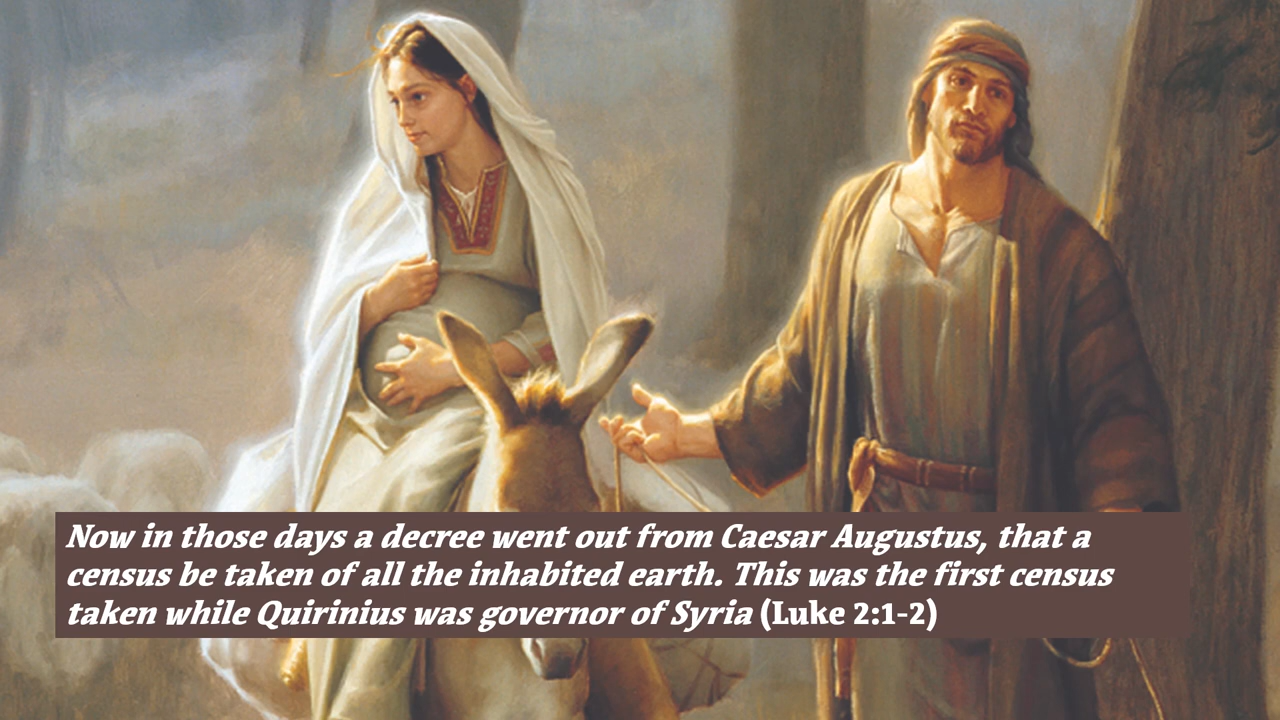 Now in those days a decree went out from Caesar Augustus, that a
census be taken of all the inhabited earth. This was the first census
taken while Quirinius was governor of Syria (Luke 2:1-2)